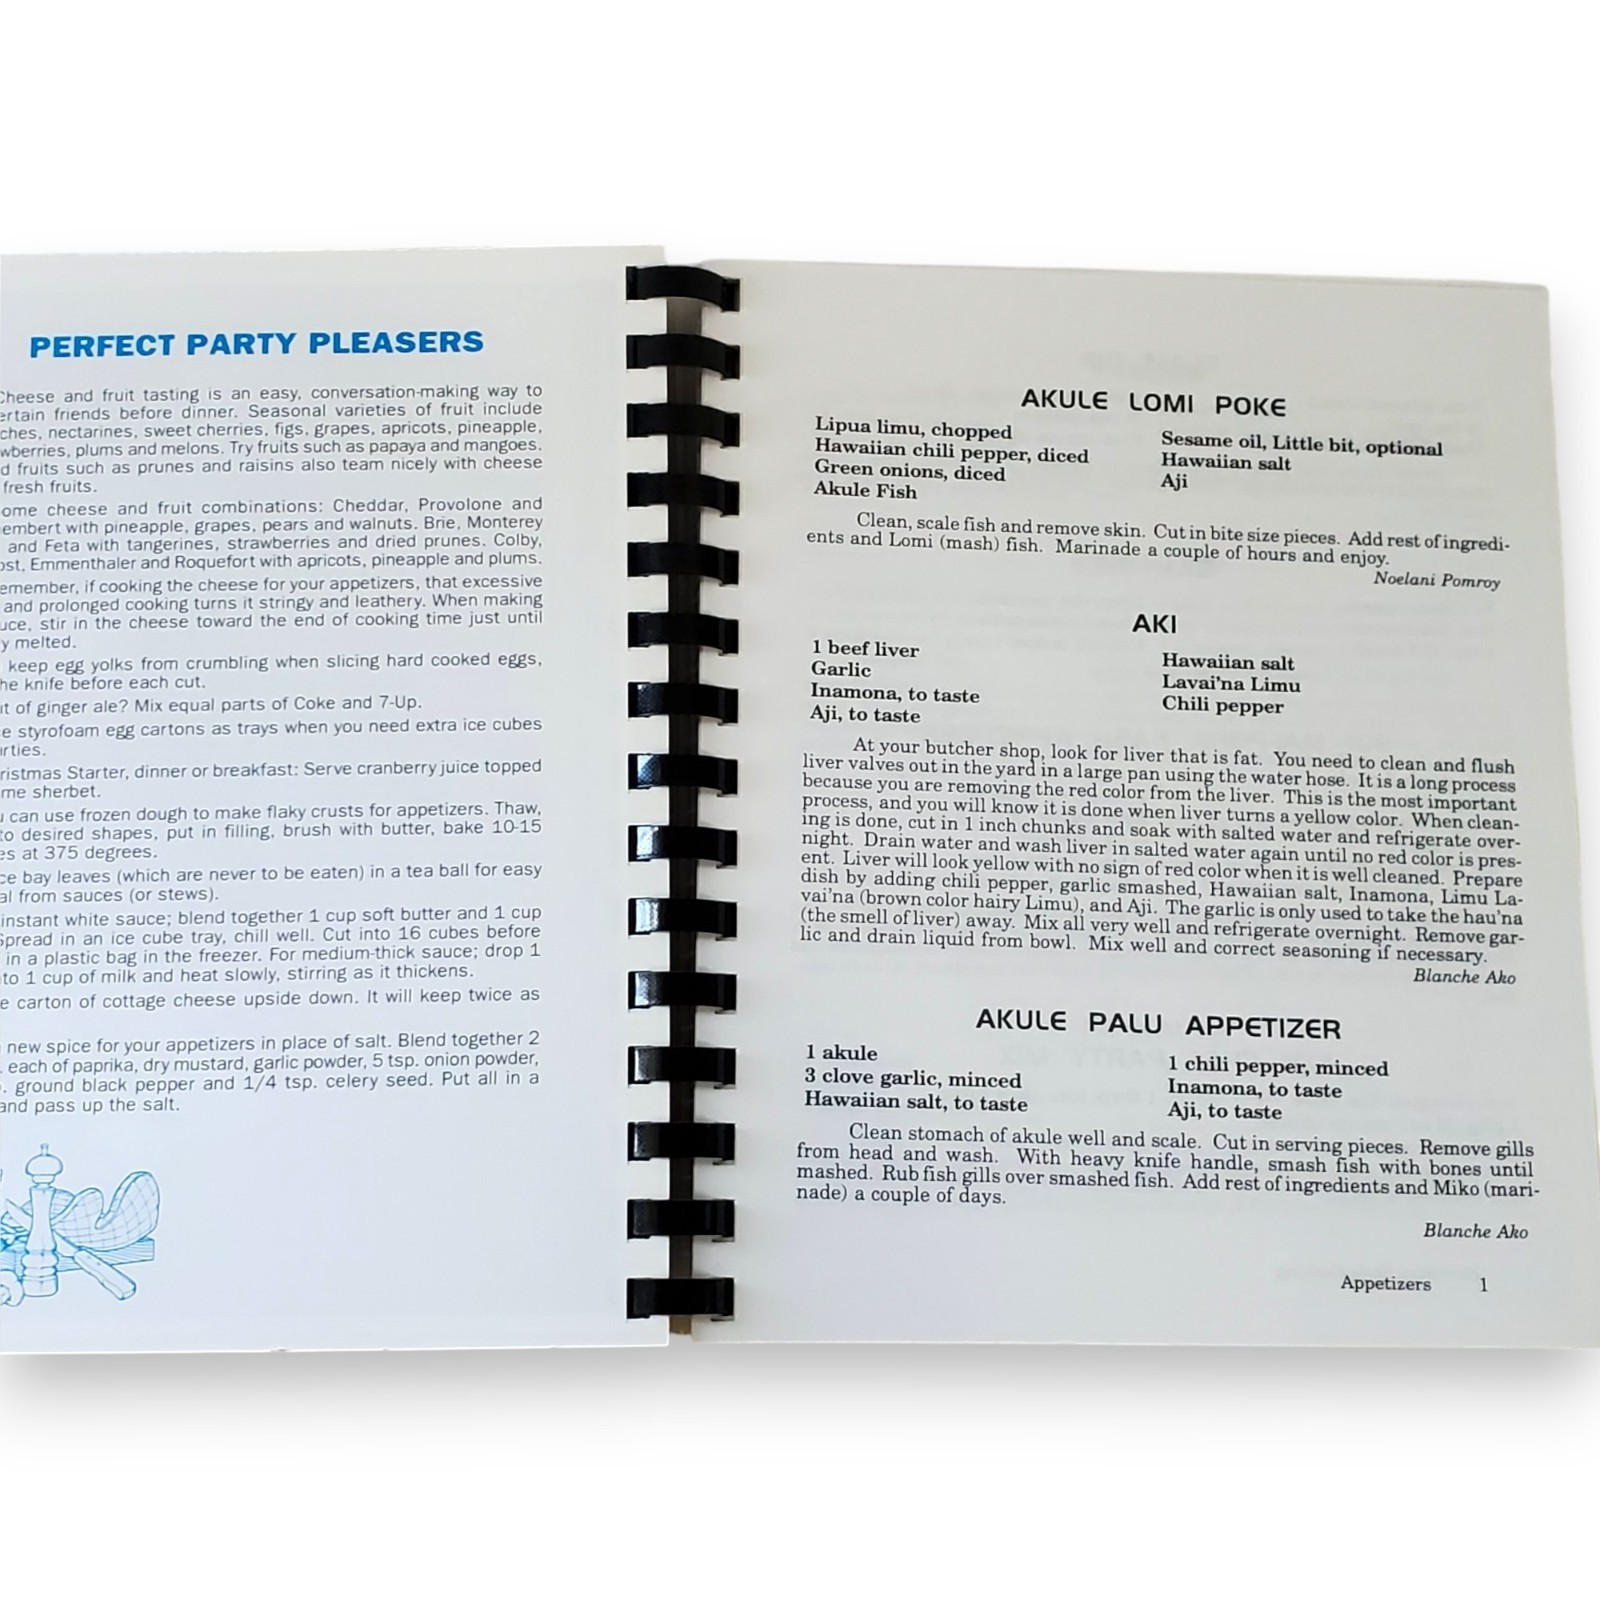 PERFECT PARTY PLEASERS
Cheese and fruit tasting is an easy, conversation-making way to
ertain friends before dinner. Seasonal varieties of fruit include
ches, nectarines, sweet cherries, figs, grapes, apricots, pineapple,
wberries, plums and melons. Try fruits such as papaya and mangoes.
d fruits such as prunes and raisins also team nicely with cheese
fresh fruits.
ome cheese and fruit combinations: Cheddar, Provolone and
embert with pineapple, grapes, pears and walnuts. Brie, Monterey
and Feta with tangerines, strawberries and dried prunes. Colby,
ost, Emmenthaler and Roquefort with apricots, pineapple and plums.
emember, if cooking the cheese for your appetizers, that excessive
and prolonged cooking turns it stringy and leathery. When making
uce, stir in the cheese toward the end of cooking time just until
y melted.
keep egg yolks from crumbling when slicing hard cooked eggs,
he knife before each cut.
ut of ginger ale? Mix equal parts of Coke and 7-Up.
e styrofoam egg cartons as trays when you need extra ice cubes
rties.
ristmas Starter, dinner or breakfast: Serve cranberry juice topped
me sherbet.
u can use frozen dough to make flaky crusts for appetizers. Thaw,
to desired shapes, put in filling, brush with butter, bake 10-15
es at 375 degrees.
ce bay leaves (which are never to be eaten) in a tea ball for easy
al from sauces (or stews).
instant white sauce; blend together 1 cup soft butter and 1 cup
Spread in an ice cube tray, chill well. Cut into 16 cubes before
in a plastic bag in the freezer. For medium-thick sauce; drop 1
nto 1 cup of milk and heat slowly, stirring as it thickens.
e carton of cottage cheese upside down. It will keep twice as
new spice for your appetizers in place of salt. Blend together 2
. each of paprika, dry mustard, garlic powder, 5 tsp. onion powder,
. ground black pepper and 1/4 tsp. celery seed. Put all in a
and pass up the salt.
AKULE LOMI POKE
Lipua limu, chopped
Hawaiian chili pepper, diced
Green onions, diced
Akule Fish
Sesame oil, Little bit, optional
Hawaiian salt
Aji
Clean, scale fish and remove skin. Cut in bite size pieces. Add rest of ingredi-
ents and Lomi (mash) fish. Marinade a couple of hours and enjoy.
Noelani Pomroy
AKI
1 beef liver
Garlic
Inamona, to taste
Aji, to taste
Hawaiian salt
Lavai'na Limu
Chili pepper
At your butcher shop, look for liver that is fat. You need to clean and flush
liver valves out in the yard in a large pan using the water hose. It is a long process
because you are removing the red color from the liver. This is the most important
process, and you will know it is done when liver turns a yellow color. When clean-
ing is done, cut in 1 inch chunks and soak with salted water and refrigerate over-
night. Drain water and wash liver in salted water again until no red color is pres-
ent. Liver will look yellow with no sign of red color when it is well cleaned. Prepare
dish by adding chili pepper, garlic smashed, Hawaiian salt, Inamona, Limu La-
vai'na (brown color hairy Limu), and Aji. The garlic is only used to take the hau'na
(the smell of liver) away. Mix all very well and refrigerate overnight. Remove gar-
lic and drain liquid from bowl. Mix well and correct seasoning if necessary.
Blanche Ako
AKULE PALU APPETIZER
1 akule
3 clove garlic, minced
Hawaiian salt, to taste
1 chili pepper, minced
Inamona, to taste
Aji, to taste
Clean stomach of akule well and scale. Cut in serving pieces. Remove gills
from head and wash. With heavy knife handle, smash fish with bones until
mashed. Rub fish gills over smashed fish. Add rest of ingredients and Miko (mari-
nade) a couple of days.
Blanche Ako
Appetizers 1